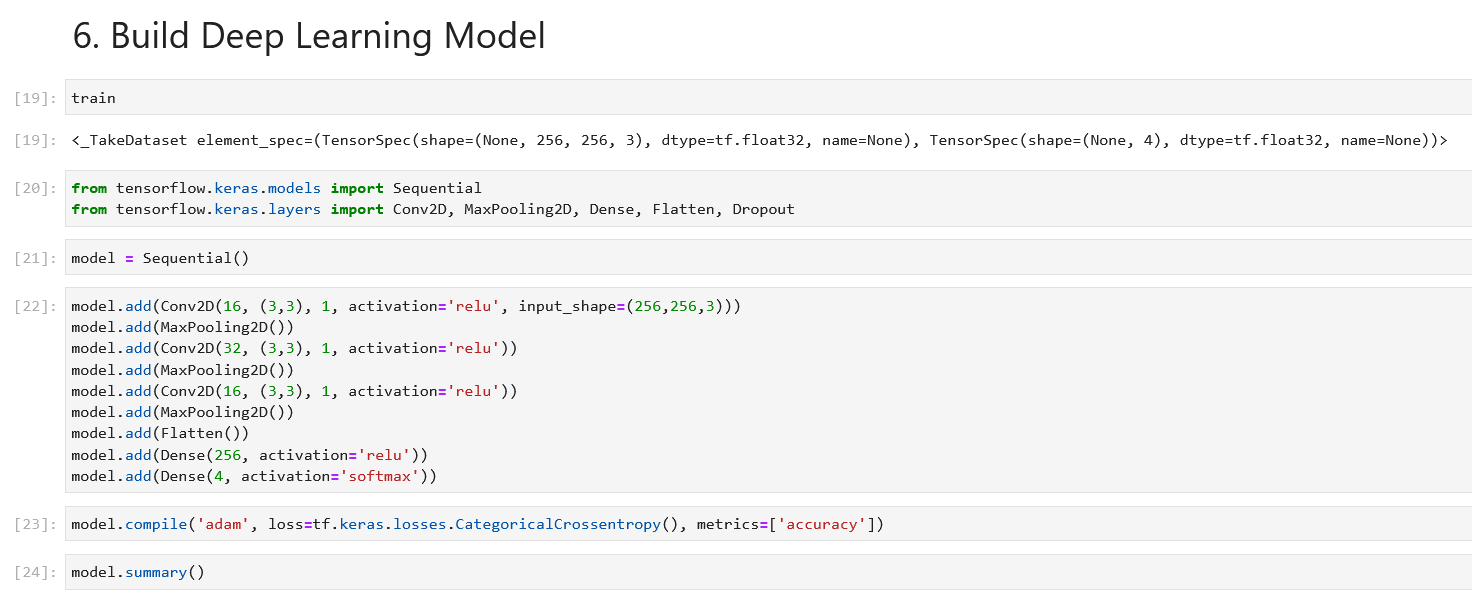 6. Build Deep Learning Model
[19]: train
[19]: <_TakeDataset element_spec=(TensorSpec(shape=(None, 256, 256, 3), dtype=tf.float32, name=None), TensorSpec(shape=(None, 4), dtype=tf.float32, name=None))>
[20]: from tensorflow.keras.models import Sequential
from tensorflow.keras.layers import Conv2D, MaxPooling2D, Dense, Flatten, Dropout
[21]: model = Sequential()
[22]: model.add(Conv2D(16, (3,3), 1, activation='relu', input_shape=(256,256,3)))
model.add(MaxPooling2D())
model.add(Conv2D(32, (3,3), 1, activation='relu'))
model.add(MaxPooling2D())
model.add(Conv2D(16, (3,3), 1, activation='relu'))
model.add(MaxPooling2D())
model.add(Flatten())
model.add(Dense(256, activation='relu'))
model.add(Dense(4, activation='softmax'))
[23]: model.compile('adam', loss=tf.keras.losses.CategoricalCrossentropy(), metrics=['accuracy'])
[24]: model.summary()